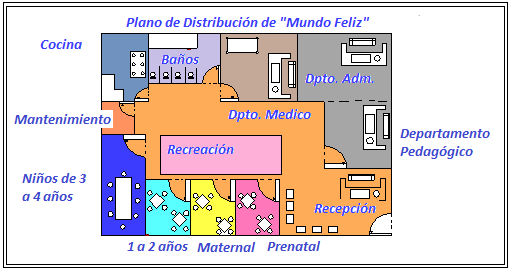 Plano de Distribución de "Mundo Feliz"
Cocina
Baños
Dpto. Adm.
Dpto. Medico
Mantenimiento
Departamento
Pedagógico
Recreación
Niños de 3
a 4 años
Recepción
1 a 2 años
Maternal
Prenatal